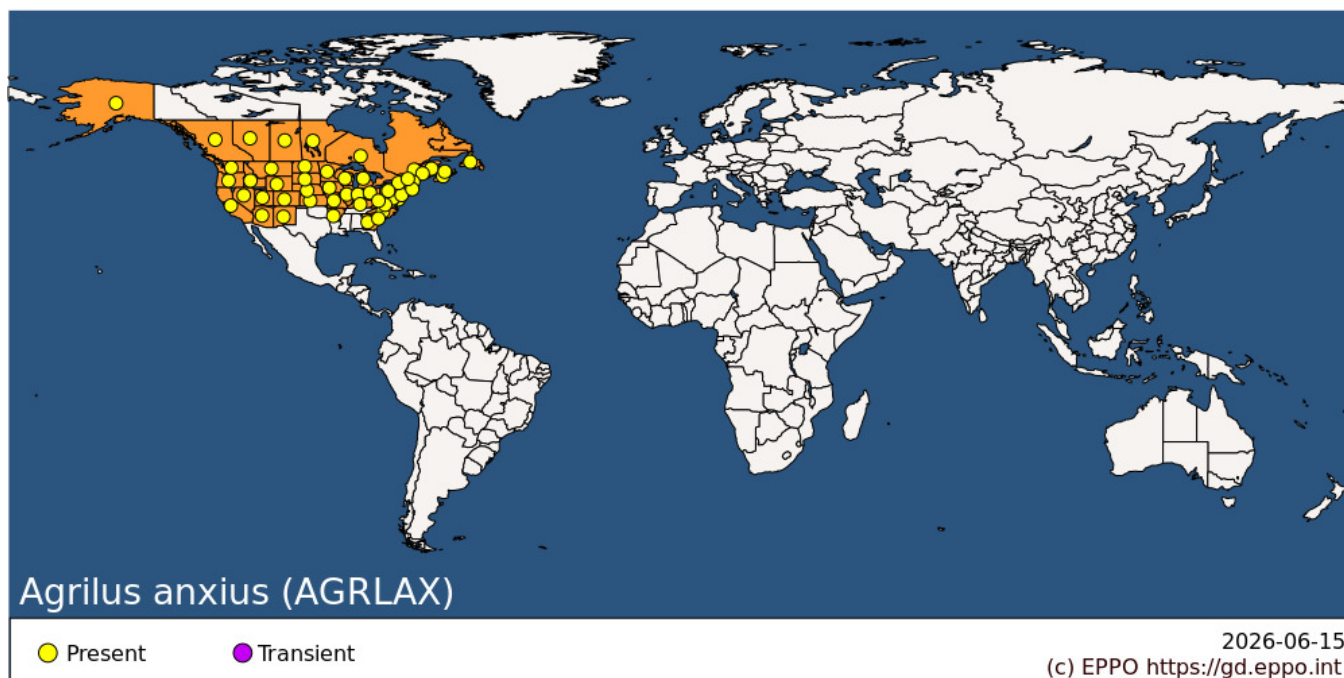 Agrilus anxius (AGRLAX)
Present
Transient
2026-06-15
(c) EPPO https://gd.eppo.int